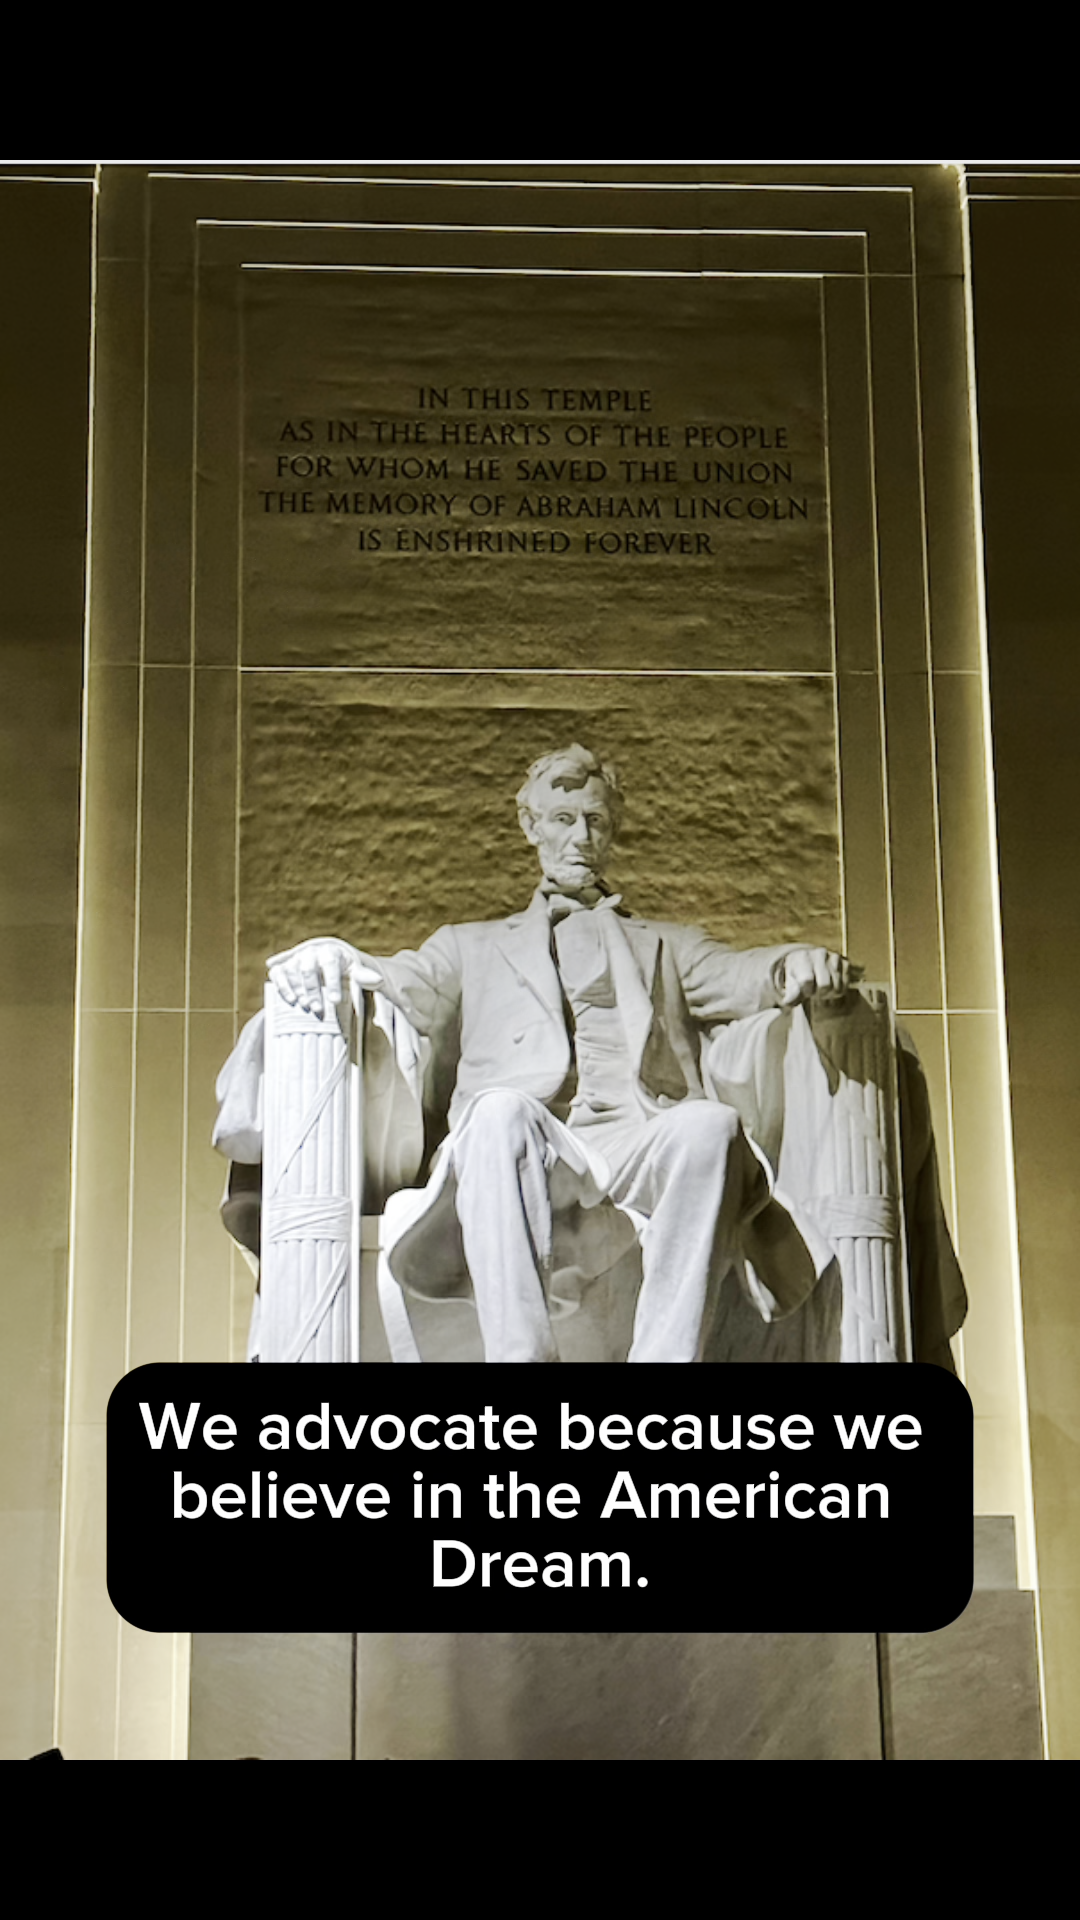 IN THIS TEMPLE
AS IN THE HEARTS OF THE PEOPLE
FOR WHOM HE SAVED THE UNION
THE MEMORY OF ABRAHAM LINCOLN
IS ENSHRINED FOREVER
We advocate because we
believe in the American
Dream.